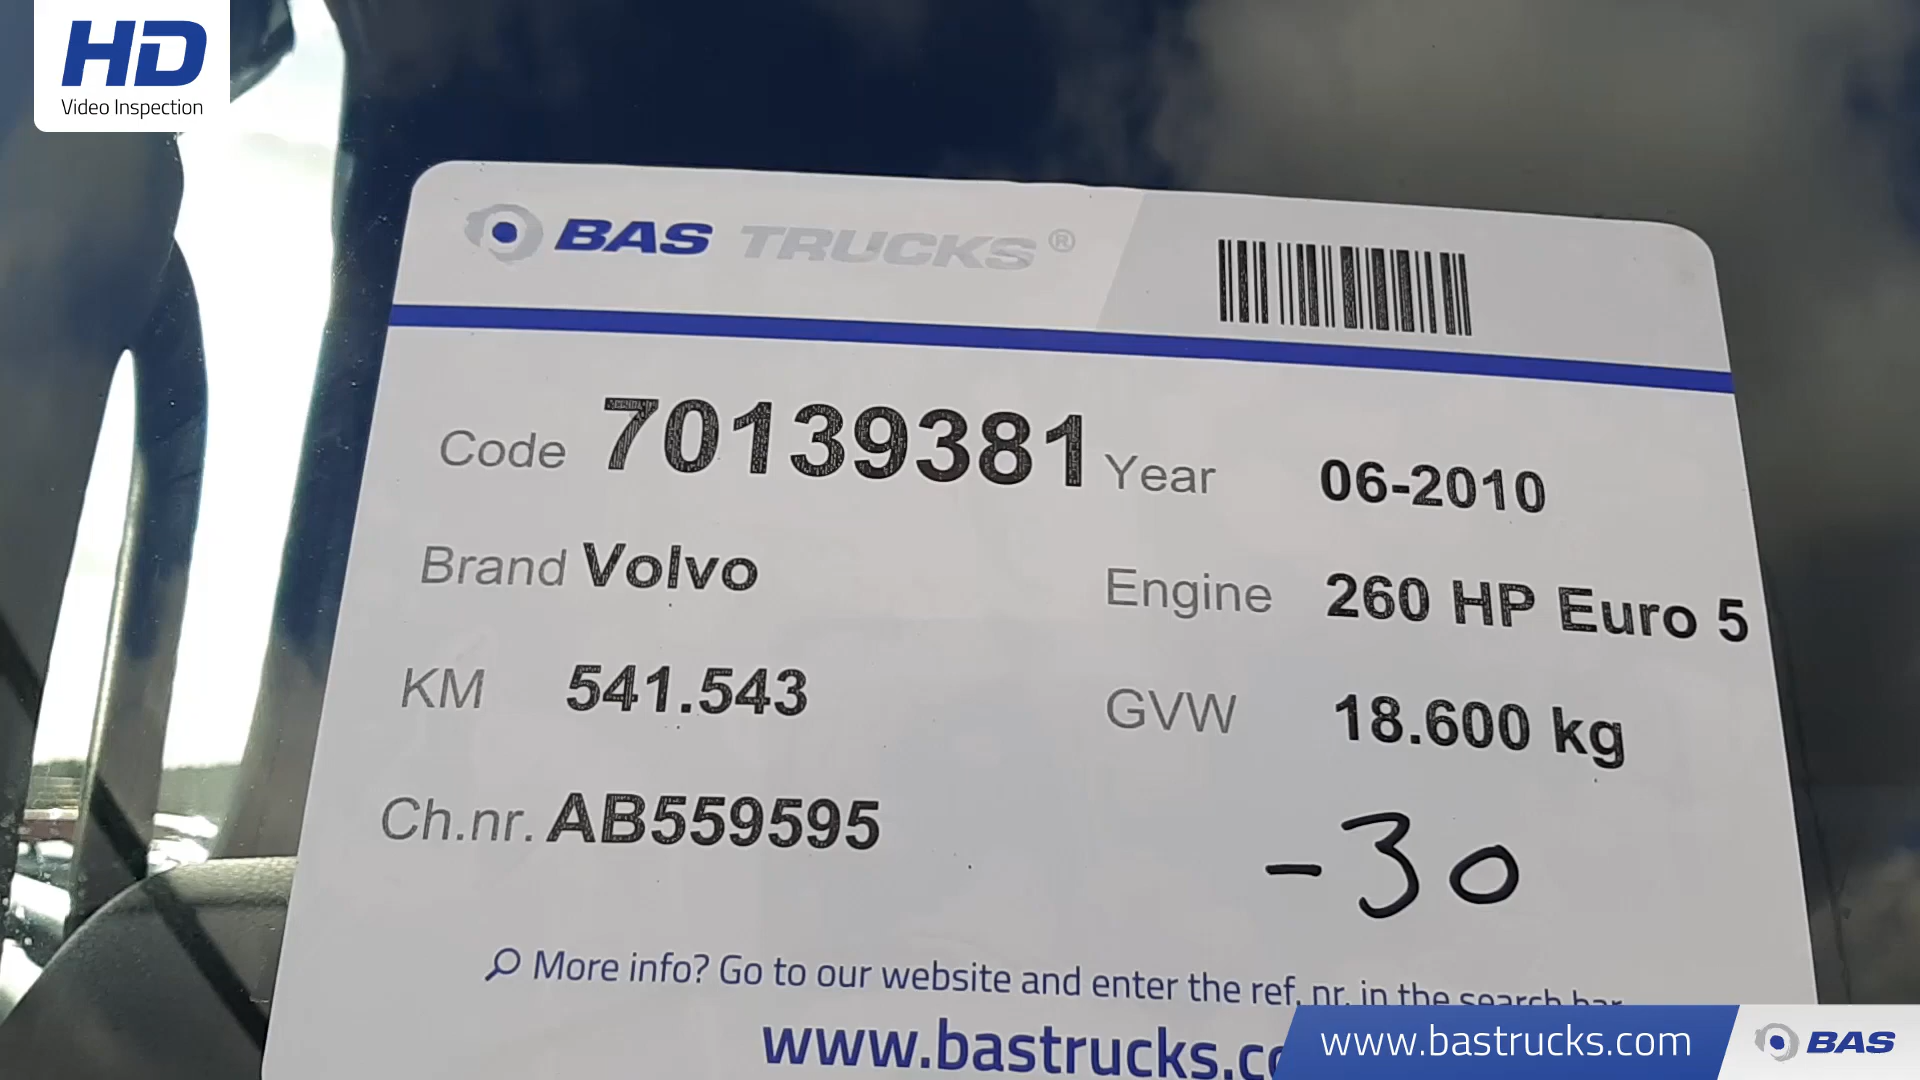 HD
Video Inspection
BAS TRUCKS®
Code 70139381 Year 06-2010
Brand Volvo Engine 260 HP Euro 5
KM 541.543 GVW 18.600 kg
Ch.nr. AB559595
-30
More info? Go to our website and enter the ref. nr. in the search bar
www.bastrucks.co
www.bastrucks.com BAS